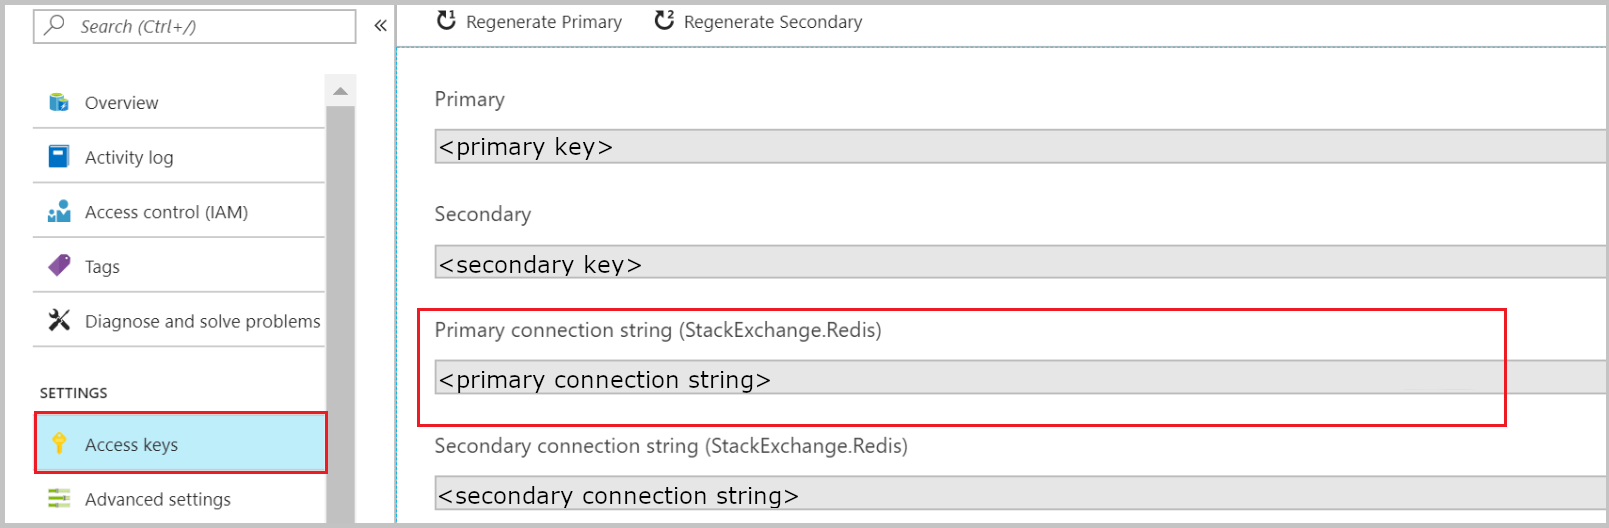 Search (Ctrl+/)
«
Overview
Activity log
Access control (IAM)
Tags
Diagnose and solve problems
SETTINGS
Access keys
Advanced settings
1 Regenerate Primary
2 Regenerate Secondary
Primary
<primary key>
Secondary
<secondary key>
Primary connection string (StackExchange.Redis)
<primary connection string>
Secondary connection string (StackExchange.Redis)
<secondary connection string>